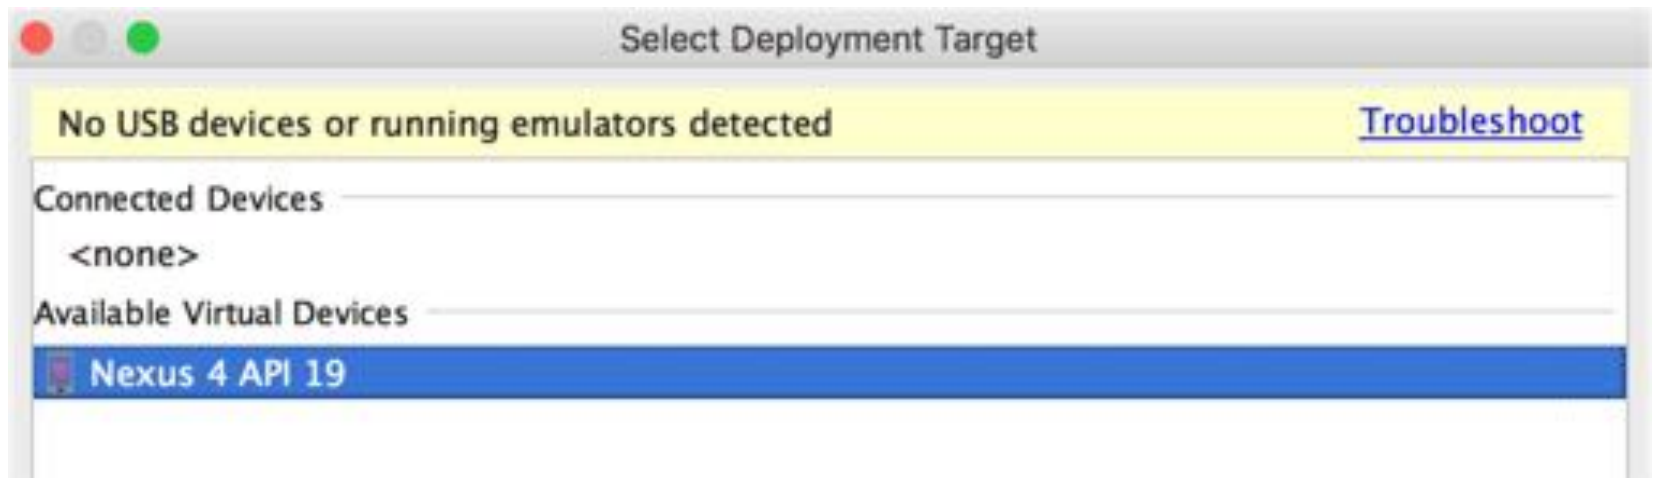 Select Deployment Target
No USB devices or running emulators detected Troubleshoot
Connected Devices
<none>
Available Virtual Devices
Nexus 4 API 19